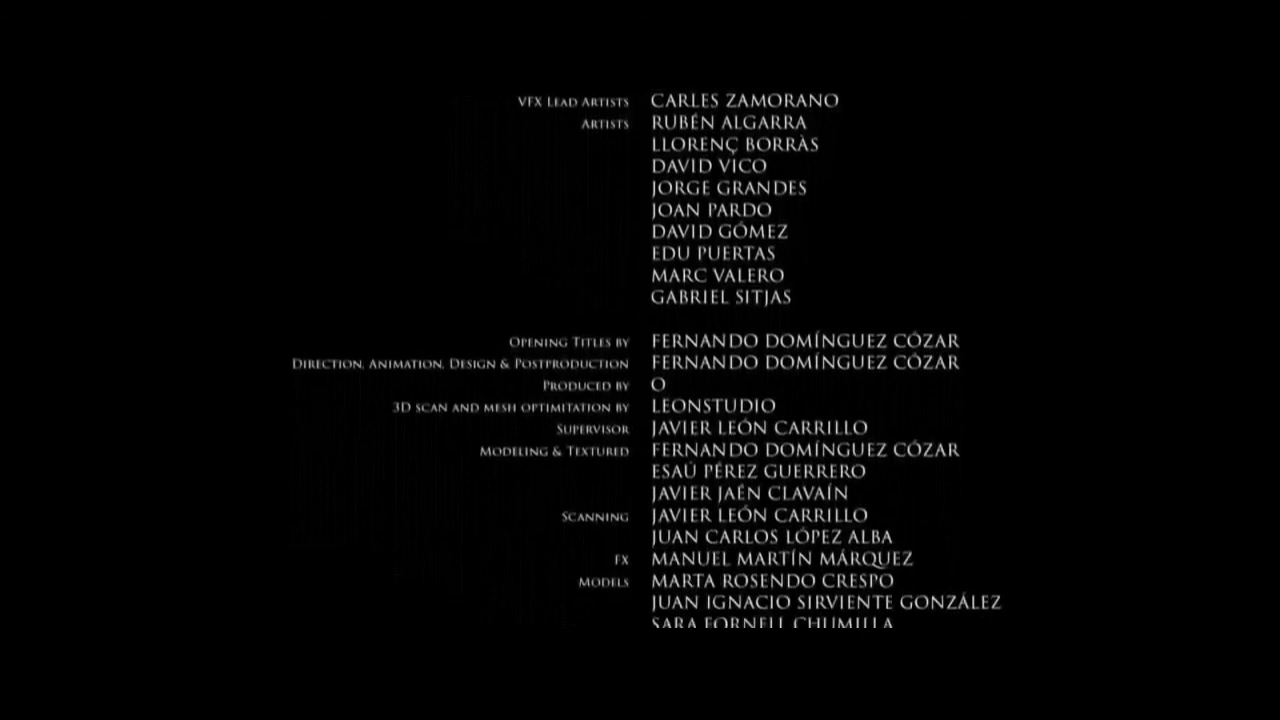 VFX Lead Artists CARLES ZAMORANO
Artists RUBÉN ALGARRA
LLORENÇ BORRÀS
DAVID VICO
JORGE GRANDES
JOAN PARDO
DAVID GÓMEZ
EDU PUERTAS
MARC VALERO
GABRIEL SITJAS
Opening Titles by FERNANDO DOMÍNGUEZ CÓZAR
Direction, Animation, Design & Postproduction FERNANDO DOMÍNGUEZ CÓZAR
Produced by O
3D scan and mesh optimitation by LEONSTUDIO
Supervisor JAVIER LEÓN CARRILLO
Modeling & Textured FERNANDO DOMÍNGUEZ CÓZAR
ESAÚ PÉREZ GUERRERO
JAVIER JAÉN CLAVAÍN
Scanning JAVIER LEÓN CARRILLO
JUAN CARLOS LÓPEZ ALBA
FX MANUEL MARTÍN MÁRQUEZ
Models MARTA ROSENDO CRESPO
JUAN IGNACIO SIRVIENTE GONZÁLEZ
SARA FORNELL CHUMILLA